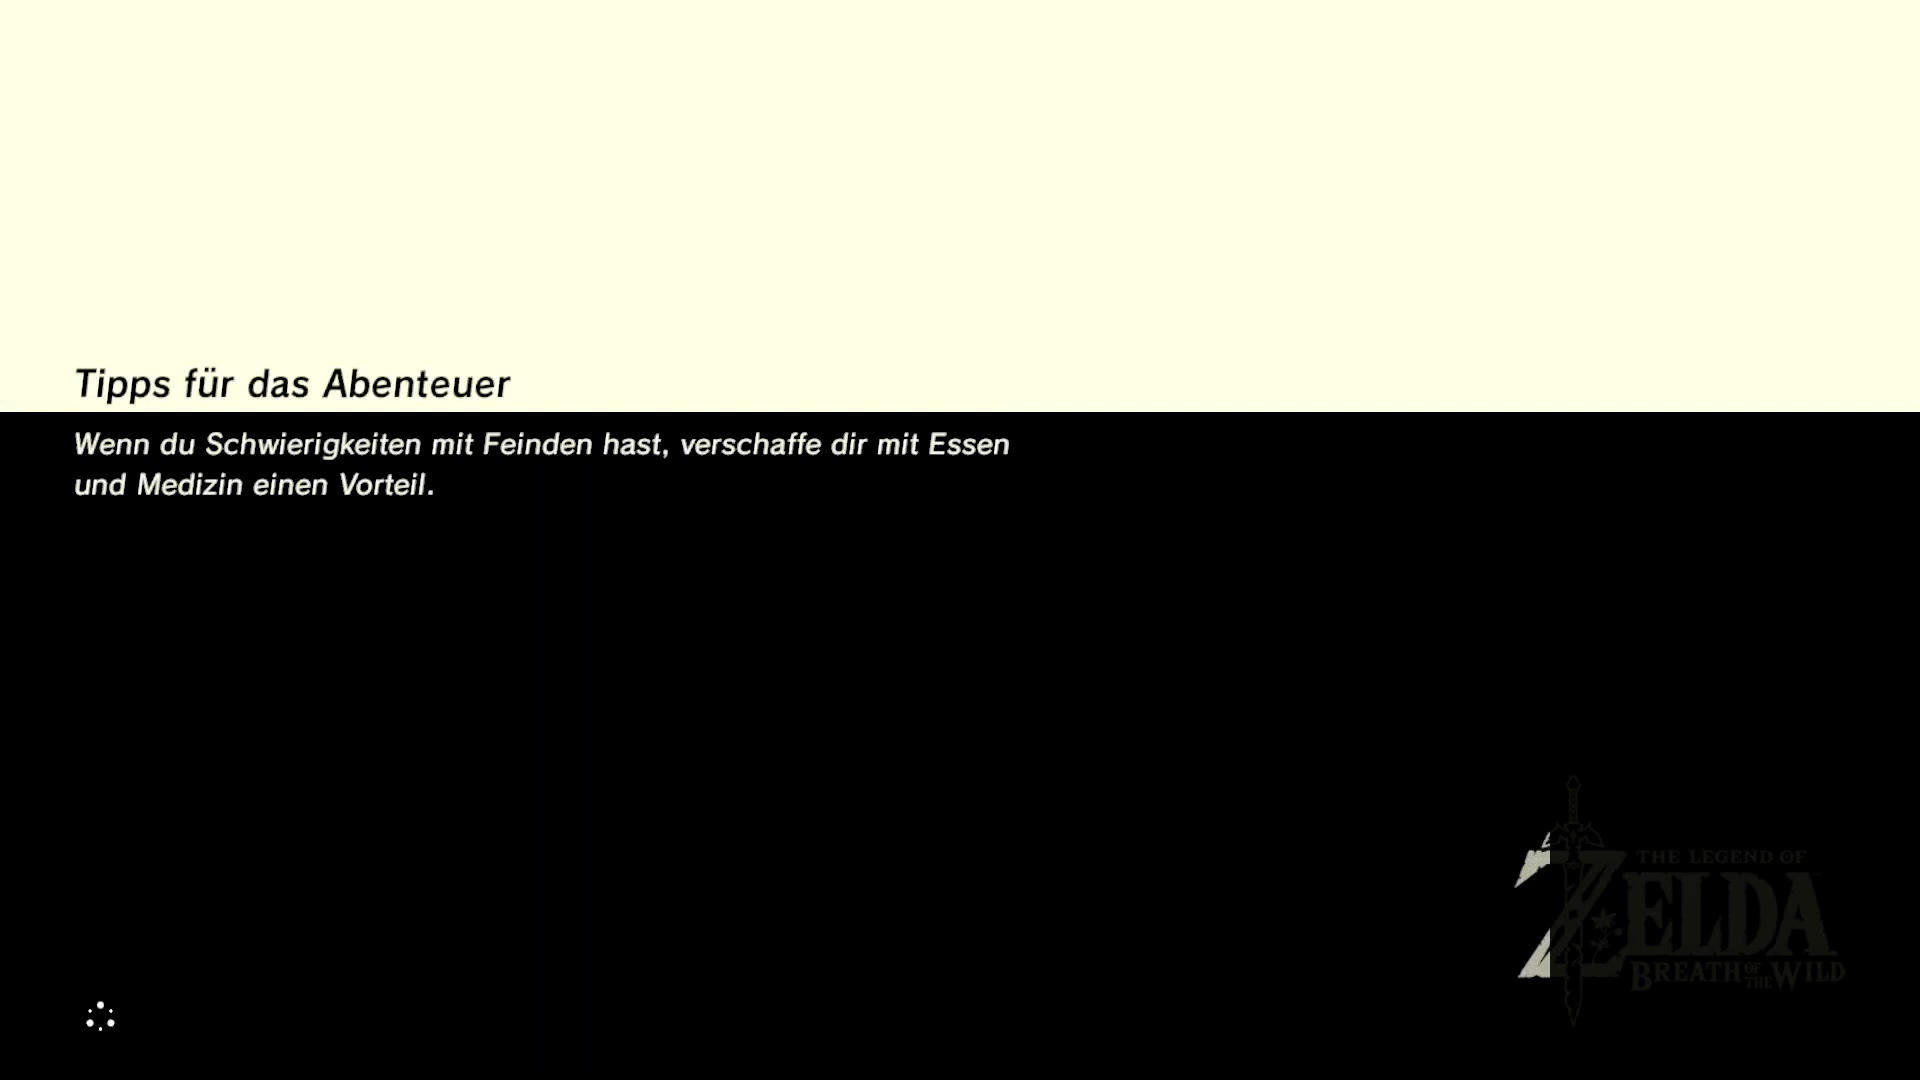 Tipps für das Abenteuer
Wenn du Schwierigkeiten mit Feinden hast, verschaffe dir mit Essen
und Medizin einen Vorteil.
THE LEGEND OF
ZELDA
BREATH OF THE WILD